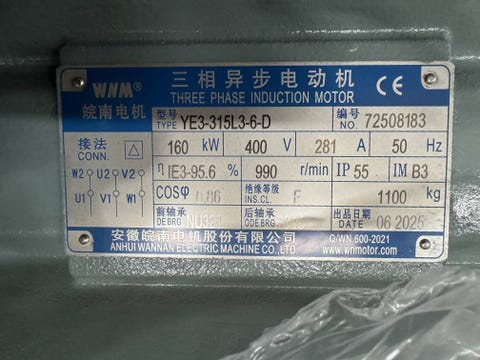 WNM
皖南电机
三相异步电动机
THREE PHASE INDUCTION MOTOR
CE
型号 TYPE YE3-315L3-6-D 编号 NO. 72508183
接法 CONN. △
160 kW 400 V 281 A 50 Hz
η IE3-95.6 % 990 r/min IP 55 IM B3
W2 U2 V2
U1 V1 W1
COSφ 0.86 绝缘等级 INS.CL. F 1100 kg
前轴承 DE BRG 后轴承 出品日期 DATE 06 2025
安徽皖南电机股份有限公司 Q/WN 600-2021
ANHUI WANNAN ELECTRIC MACHINE CO.,LTD www.wnmotor.com